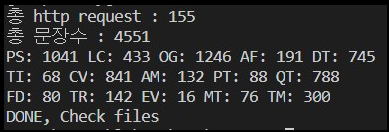 총 http request : 155
총 문장수 : 4551
PS: 1041 LC: 433 OG: 1246 AF: 191 DT: 745
TI: 68 CV: 841 AM: 132 PT: 88 QT: 788
FD: 80 TR: 142 EV: 16 MT: 76 TM: 300
DONE, Check files